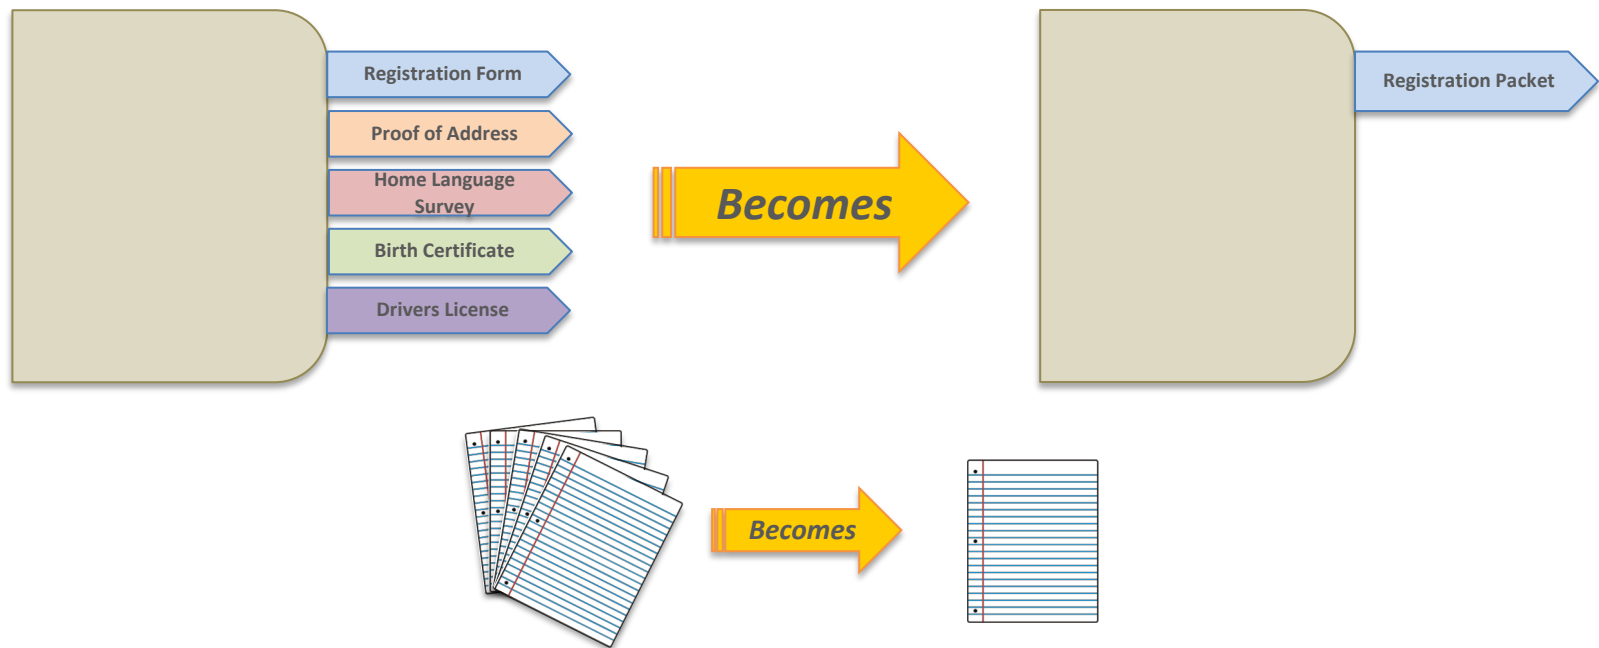 Registration Form
Proof of Address
Home Language
Survey
Birth Certificate
Drivers License
Becomes
Registration Packet
Becomes